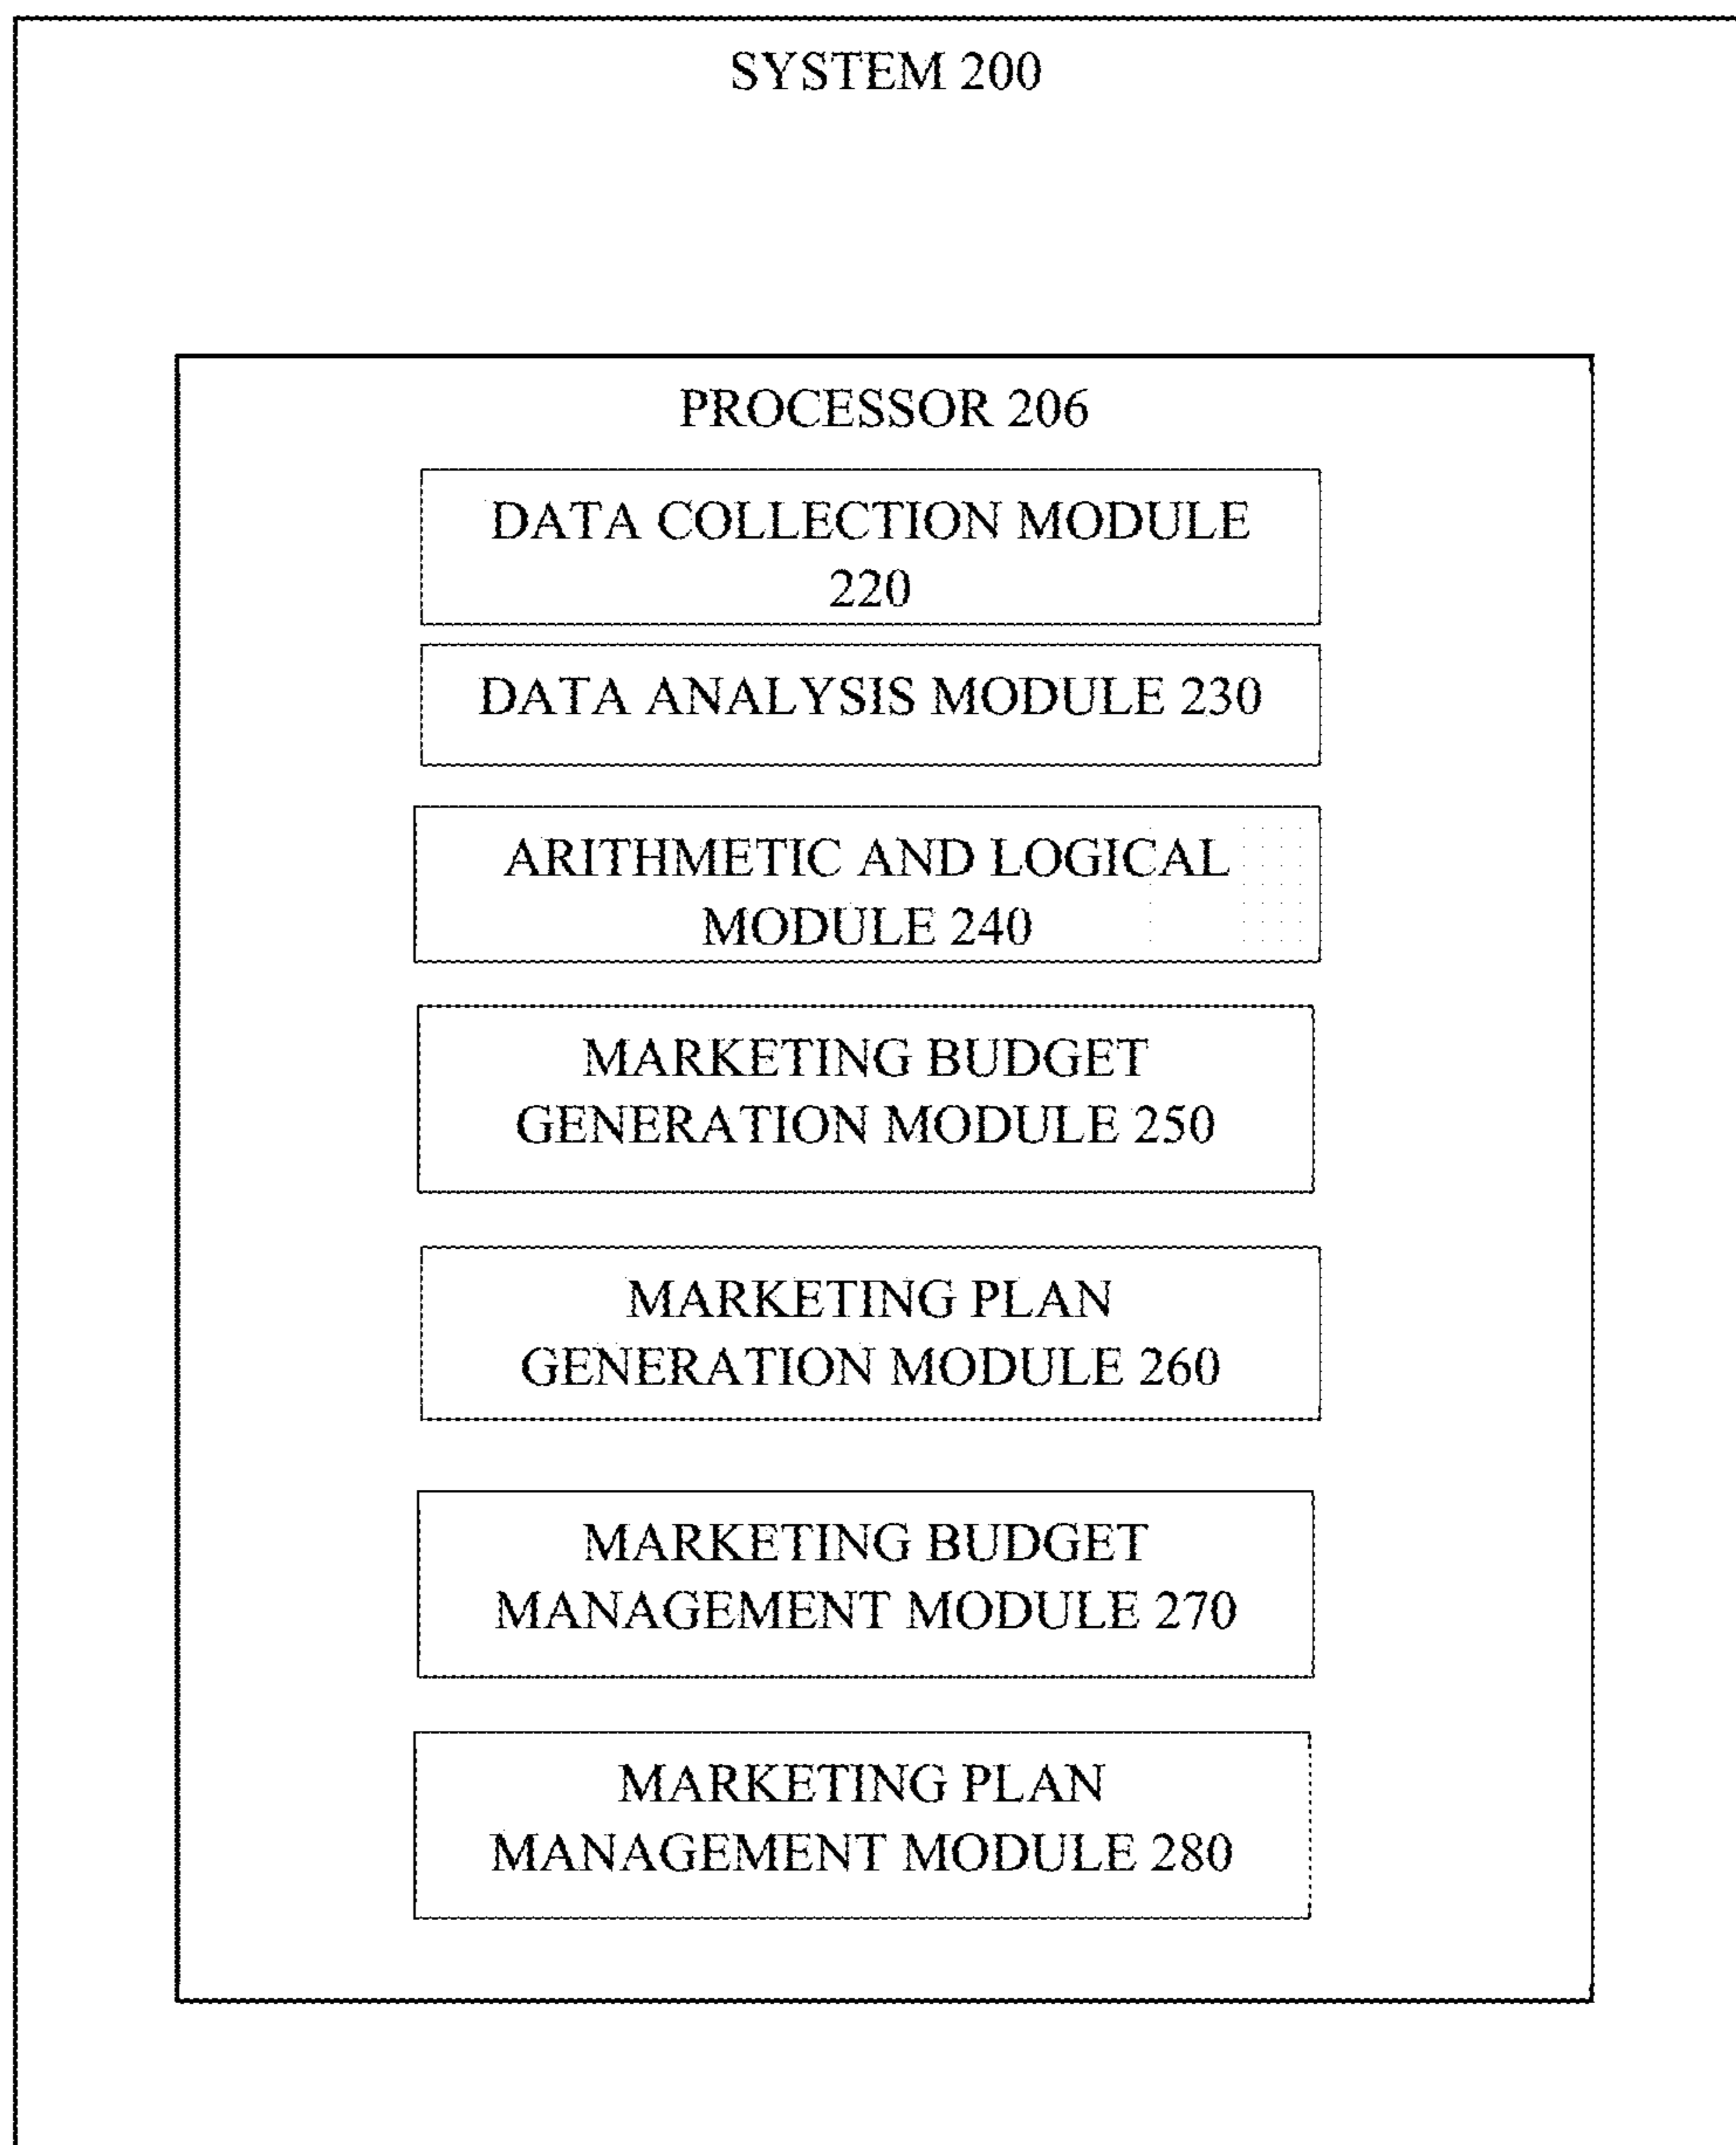 SYSTEM 200
PROCESSOR 206
DATA COLLECTION MODULE
220
DATA ANALYSIS MODULE 230
ARITHMETIC AND LOGICAL
MODULE 240
MARKETING BUDGET
GENERATION MODULE 250
MARKETING PLAN
GENERATION MODULE 260
MARKETING BUDGET
MANAGEMENT MODULE 270
MARKETING PLAN
MANAGEMENT MODULE 280